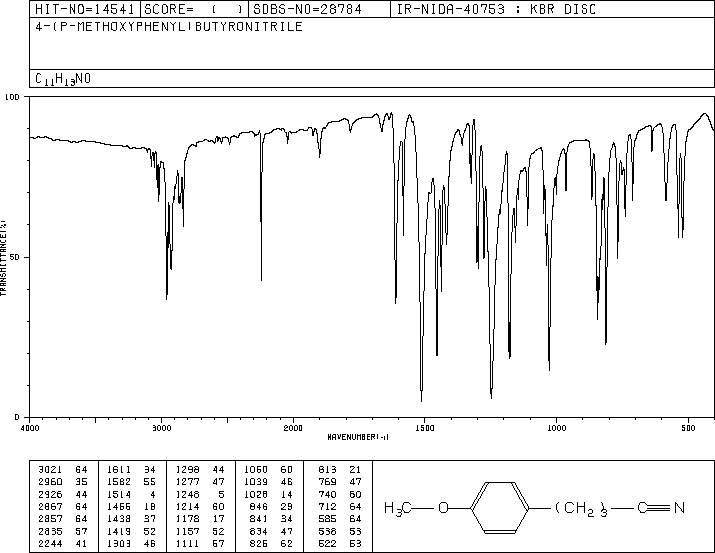 HIT-NO=14541 SCORE= ( ) SDBS-NO=28784 IR-NIDA-40753 : KBR DISC
4-(P-METHOXYPHENYL)BUTYRONITRILE
C11H13NO
100
50
0
TRANSMITTANCE(%)
4000 3000 2000 1500 1000 500
WAVENUMBER(-1)
3021 64 1611 34 1298 44 1060 60 813 21
2960 35 1582 55 1277 47 1039 46 769 47
2926 44 1514 4 1248 5 1028 14 740 60
2867 64 1456 18 1214 60 846 29 712 64
2857 64 1438 37 1178 17 841 34 585 64
2835 57 1419 52 1157 52 834 47 538 53
2244 41 1303 46 1111 57 826 62 522 53
H3C O (CH2)3 C≡N